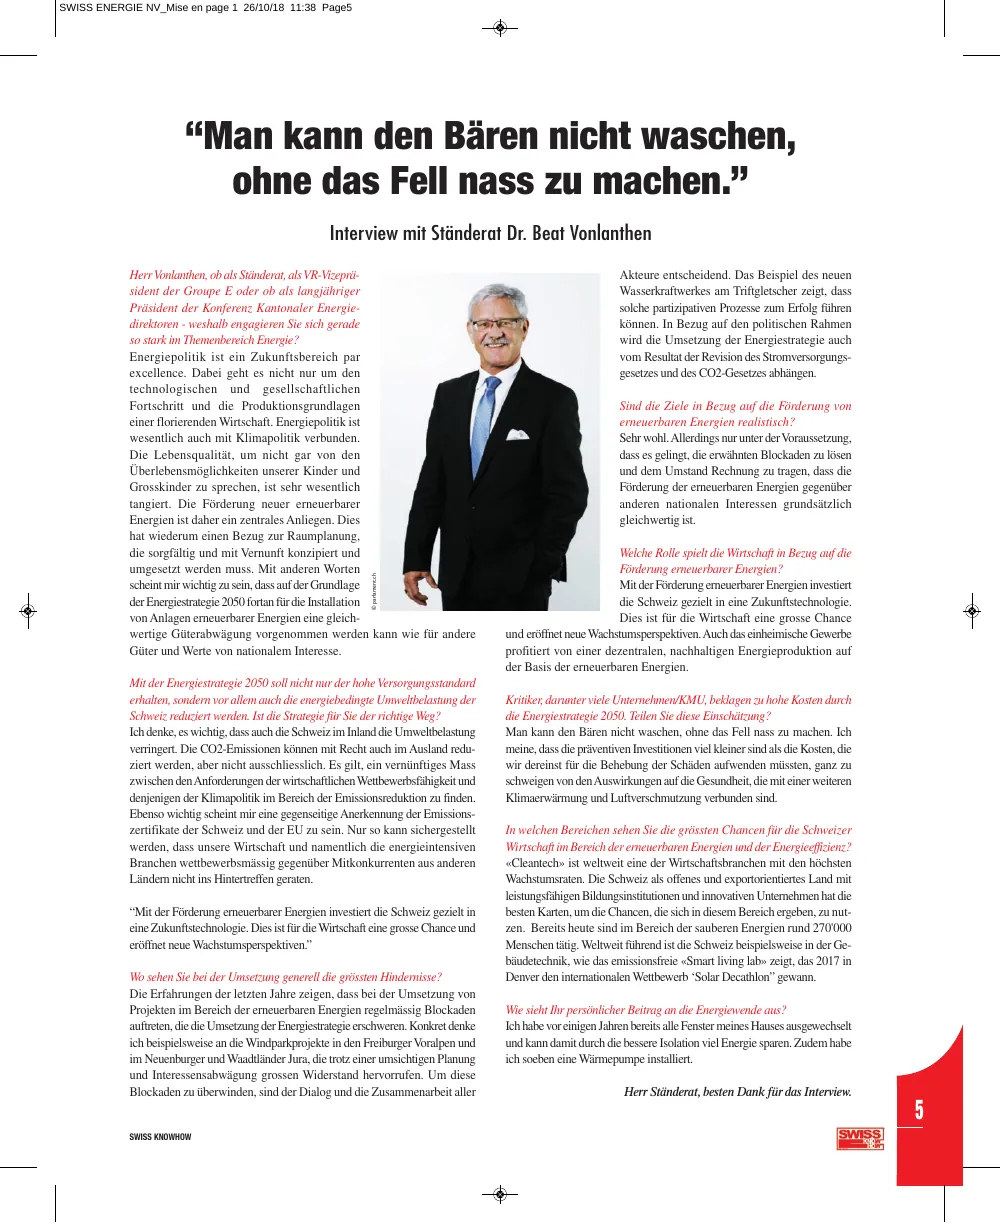 SWISS ENERGIE NV_Mise en page 1 26/10/18 11:38 Page5
“Man kann den Bären nicht waschen,
ohne das Fell nass zu machen.”
Interview mit Ständerat Dr. Beat Vonlanthen
Herr Vonlanthen, ob als Ständerat, als VR-Vizeprä-
sident der Groupe E oder ob als langjähriger
Präsident der Konferenz Kantonaler Energie-
direktoren - weshalb engagieren Sie sich gerade
so stark im Themenbereich Energie?
Energiepolitik ist ein Zukunftsbereich par
excellence. Dabei geht es nicht nur um den
technologischen und gesellschaftlichen
Fortschritt und die Produktionsgrundlagen
einer florierenden Wirtschaft. Energiepolitik ist
wesentlich auch mit Klimapolitik verbunden.
Die Lebensqualität, um nicht gar von den
Überlebensmöglichkeiten unserer Kinder und
Grosskinder zu sprechen, ist sehr wesentlich
tangiert. Die Förderung neuer erneuerbarer
Energien ist daher ein zentrales Anliegen. Dies
hat wiederum einen Bezug zur Raumplanung,
die sorgfältig und mit Vernunft konzipiert und
umgesetzt werden muss. Mit anderen Worten
scheint mir wichtig zu sein, dass auf der Grundlage
der Energiestrategie 2050 fortan für die Installation
von Anlagen erneuerbarer Energien eine gleich-
wertige Güterabwägung vorgenommen werden kann wie für andere
Güter und Werte von nationalem Interesse.
Mit der Energiestrategie 2050 soll nicht nur der hohe Versorgungsstandard
erhalten, sondern vor allem auch die energiebedingte Umweltbelastung der
Schweiz reduziert werden. Ist die Strategie für Sie der richtige Weg?
Ich denke, es wichtig, dass auch die Schweiz im Inland die Umweltbelastung
verringert. Die CO2-Emissionen können mit Recht auch im Ausland redu-
ziert werden, aber nicht ausschliesslich. Es gilt, ein vernünftiges Mass
zwischen den Anforderungen der wirtschaftlichen Wettbewerbsfähigkeit und
denjenigen der Klimapolitik im Bereich der Emissionsreduktion zu finden.
Ebenso wichtig scheint mir eine gegenseitige Anerkennung der Emissions-
zertifikate der Schweiz und der EU zu sein. Nur so kann sichergestellt
werden, dass unsere Wirtschaft und namentlich die energieintensiven
Branchen wettbewerbsmässig gegenüber Mitkonkurrenten aus anderen
Ländern nicht ins Hintertreffen geraten.
“Mit der Förderung erneuerbarer Energien investiert die Schweiz gezielt in
eine Zukunftstechnologie. Dies ist für die Wirtschaft eine grosse Chance und
eröffnet neue Wachstumsperspektiven.”
Wo sehen Sie bei der Umsetzung generell die grössten Hindernisse?
Die Erfahrungen der letzten Jahre zeigen, dass bei der Umsetzung von
Projekten im Bereich der erneuerbaren Energien regelmässig Blockaden
auftreten, die die Umsetzung der Energiestrategie erschweren. Konkret denke
ich beispielsweise an die Windparkprojekte in den Freiburger Voralpen und
im Neuenburger und Waadtländer Jura, die trotz einer umsichtigen Planung
und Interessensabwägung grossen Widerstand hervorrufen. Um diese
Blockaden zu überwinden, sind der Dialog und die Zusammenarbeit aller
© parlament.ch
Akteure entscheidend. Das Beispiel des neuen
Wasserkraftwerkes am Triftgletscher zeigt, dass
solche partizipativen Prozesse zum Erfolg führen
können. In Bezug auf den politischen Rahmen
wird die Umsetzung der Energiestrategie auch
vom Resultat der Revision des Stromversorgungs-
gesetzes und des CO2-Gesetzes abhängen.
Sind die Ziele in Bezug auf die Förderung von
erneuerbaren Energien realistisch?
Sehr wohl. Allerdings nur unter der Voraussetzung,
dass es gelingt, die erwähnten Blockaden zu lösen
und dem Umstand Rechnung zu tragen, dass die
Förderung der erneuerbaren Energien gegenüber
anderen nationalen Interessen grundsätzlich
gleichwertig ist.
Welche Rolle spielt die Wirtschaft in Bezug auf die
Förderung erneuerbarer Energien?
Mit der Förderung erneuerbarer Energien investiert
die Schweiz gezielt in eine Zukunftstechnologie.
Dies ist für die Wirtschaft eine grosse Chance
und eröffnet neue Wachstumsperspektiven. Auch das einheimische Gewerbe
profitiert von einer dezentralen, nachhaltigen Energieproduktion auf
der Basis der erneuerbaren Energien.
Kritiker, darunter viele Unternehmen/KMU, beklagen zu hohe Kosten durch
die Energiestrategie 2050. Teilen Sie diese Einschätzung?
Man kann den Bären nicht waschen, ohne das Fell nass zu machen. Ich
meine, dass die präventiven Investitionen viel kleiner sind als die Kosten, die
wir dereinst für die Behebung der Schäden aufwenden müssten, ganz zu
schweigen von den Auswirkungen auf die Gesundheit, die mit einer weiteren
Klimaerwärmung und Luftverschmutzung verbunden sind.
In welchen Bereichen sehen Sie die grössten Chancen für die Schweizer
Wirtschaft im Bereich der erneuerbaren Energien und der Energieeffizienz?
«Cleantech» ist weltweit eine der Wirtschaftsbranchen mit den höchsten
Wachstumsraten. Die Schweiz als offenes und exportorientiertes Land mit
leistungsfähigen Bildungsinstitutionen und innovativen Unternehmen hat die
besten Karten, um die Chancen, die sich in diesem Bereich ergeben, zu nut-
zen. Bereits heute sind im Bereich der sauberen Energien rund 270'000
Menschen tätig. Weltweit führend ist die Schweiz beispielsweise in der Ge-
bäudetechnik, wie das emissionsfreie «Smart living lab» zeigt, das 2017 in
Denver den internationalen Wettbewerb ‘Solar Decathlon” gewann.
Wie sieht Ihr persönlicher Beitrag an die Energiewende aus?
Ich habe vor einigen Jahren bereits alle Fenster meines Hauses ausgewechselt
und kann damit durch die bessere Isolation viel Energie sparen. Zudem habe
ich soeben eine Wärmepumpe installiert.
Herr Ständerat, besten Dank für das Interview.
5
SWISS KNOWHOW
SWISS